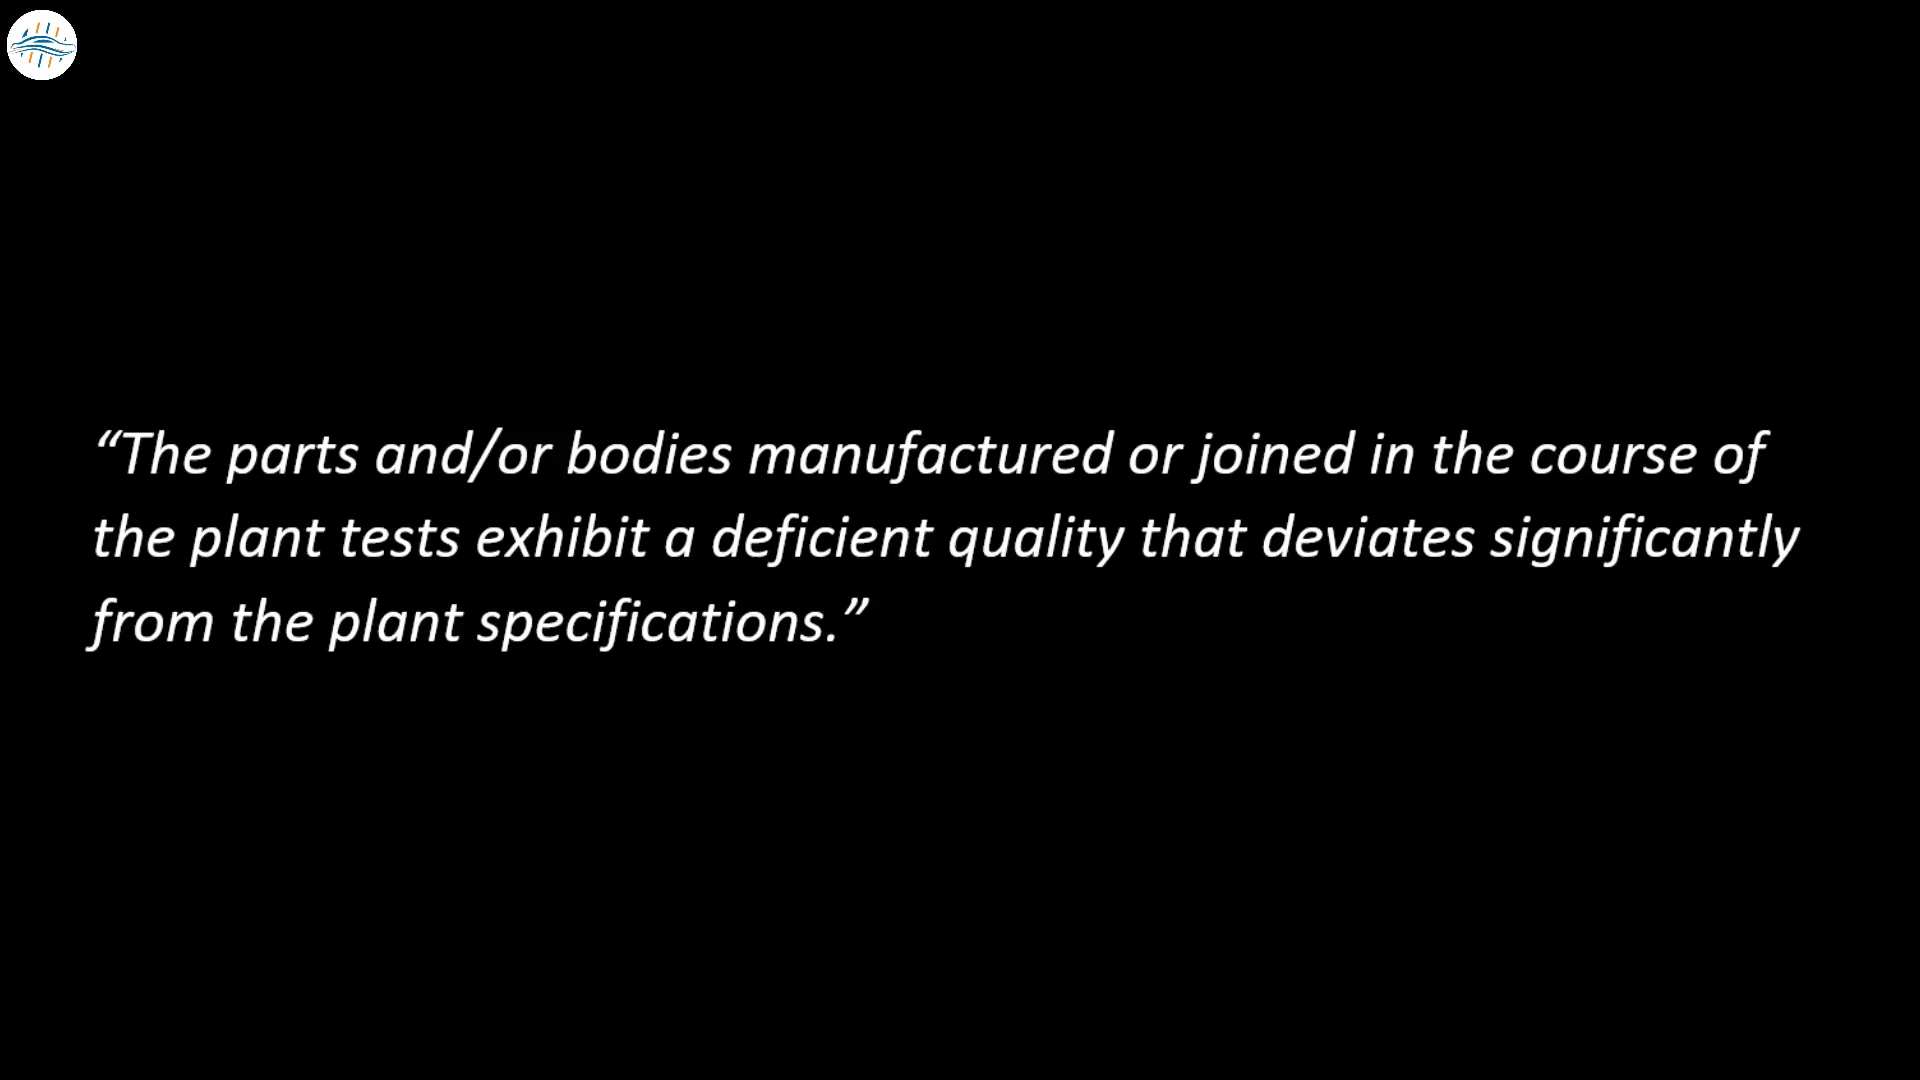 “The parts and/or bodies manufactured or joined in the course of
the plant tests exhibit a deficient quality that deviates significantly
from the plant specifications.”